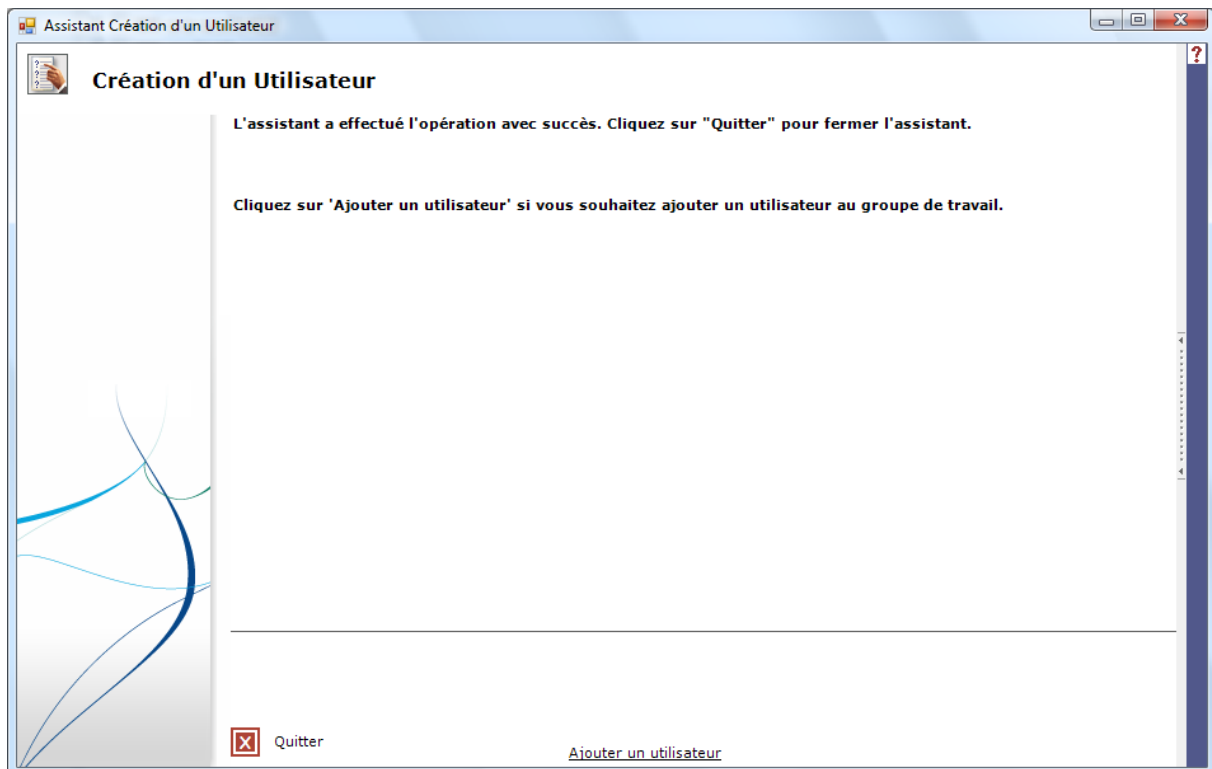 Assistant Création d'un Utilisateur
?
Création d'un Utilisateur
L'assistant a effectué l'opération avec succès. Cliquez sur "Quitter" pour fermer l'assistant.
Cliquez sur 'Ajouter un utilisateur' si vous souhaitez ajouter un utilisateur au groupe de travail.
Quitter
Ajouter un utilisateur